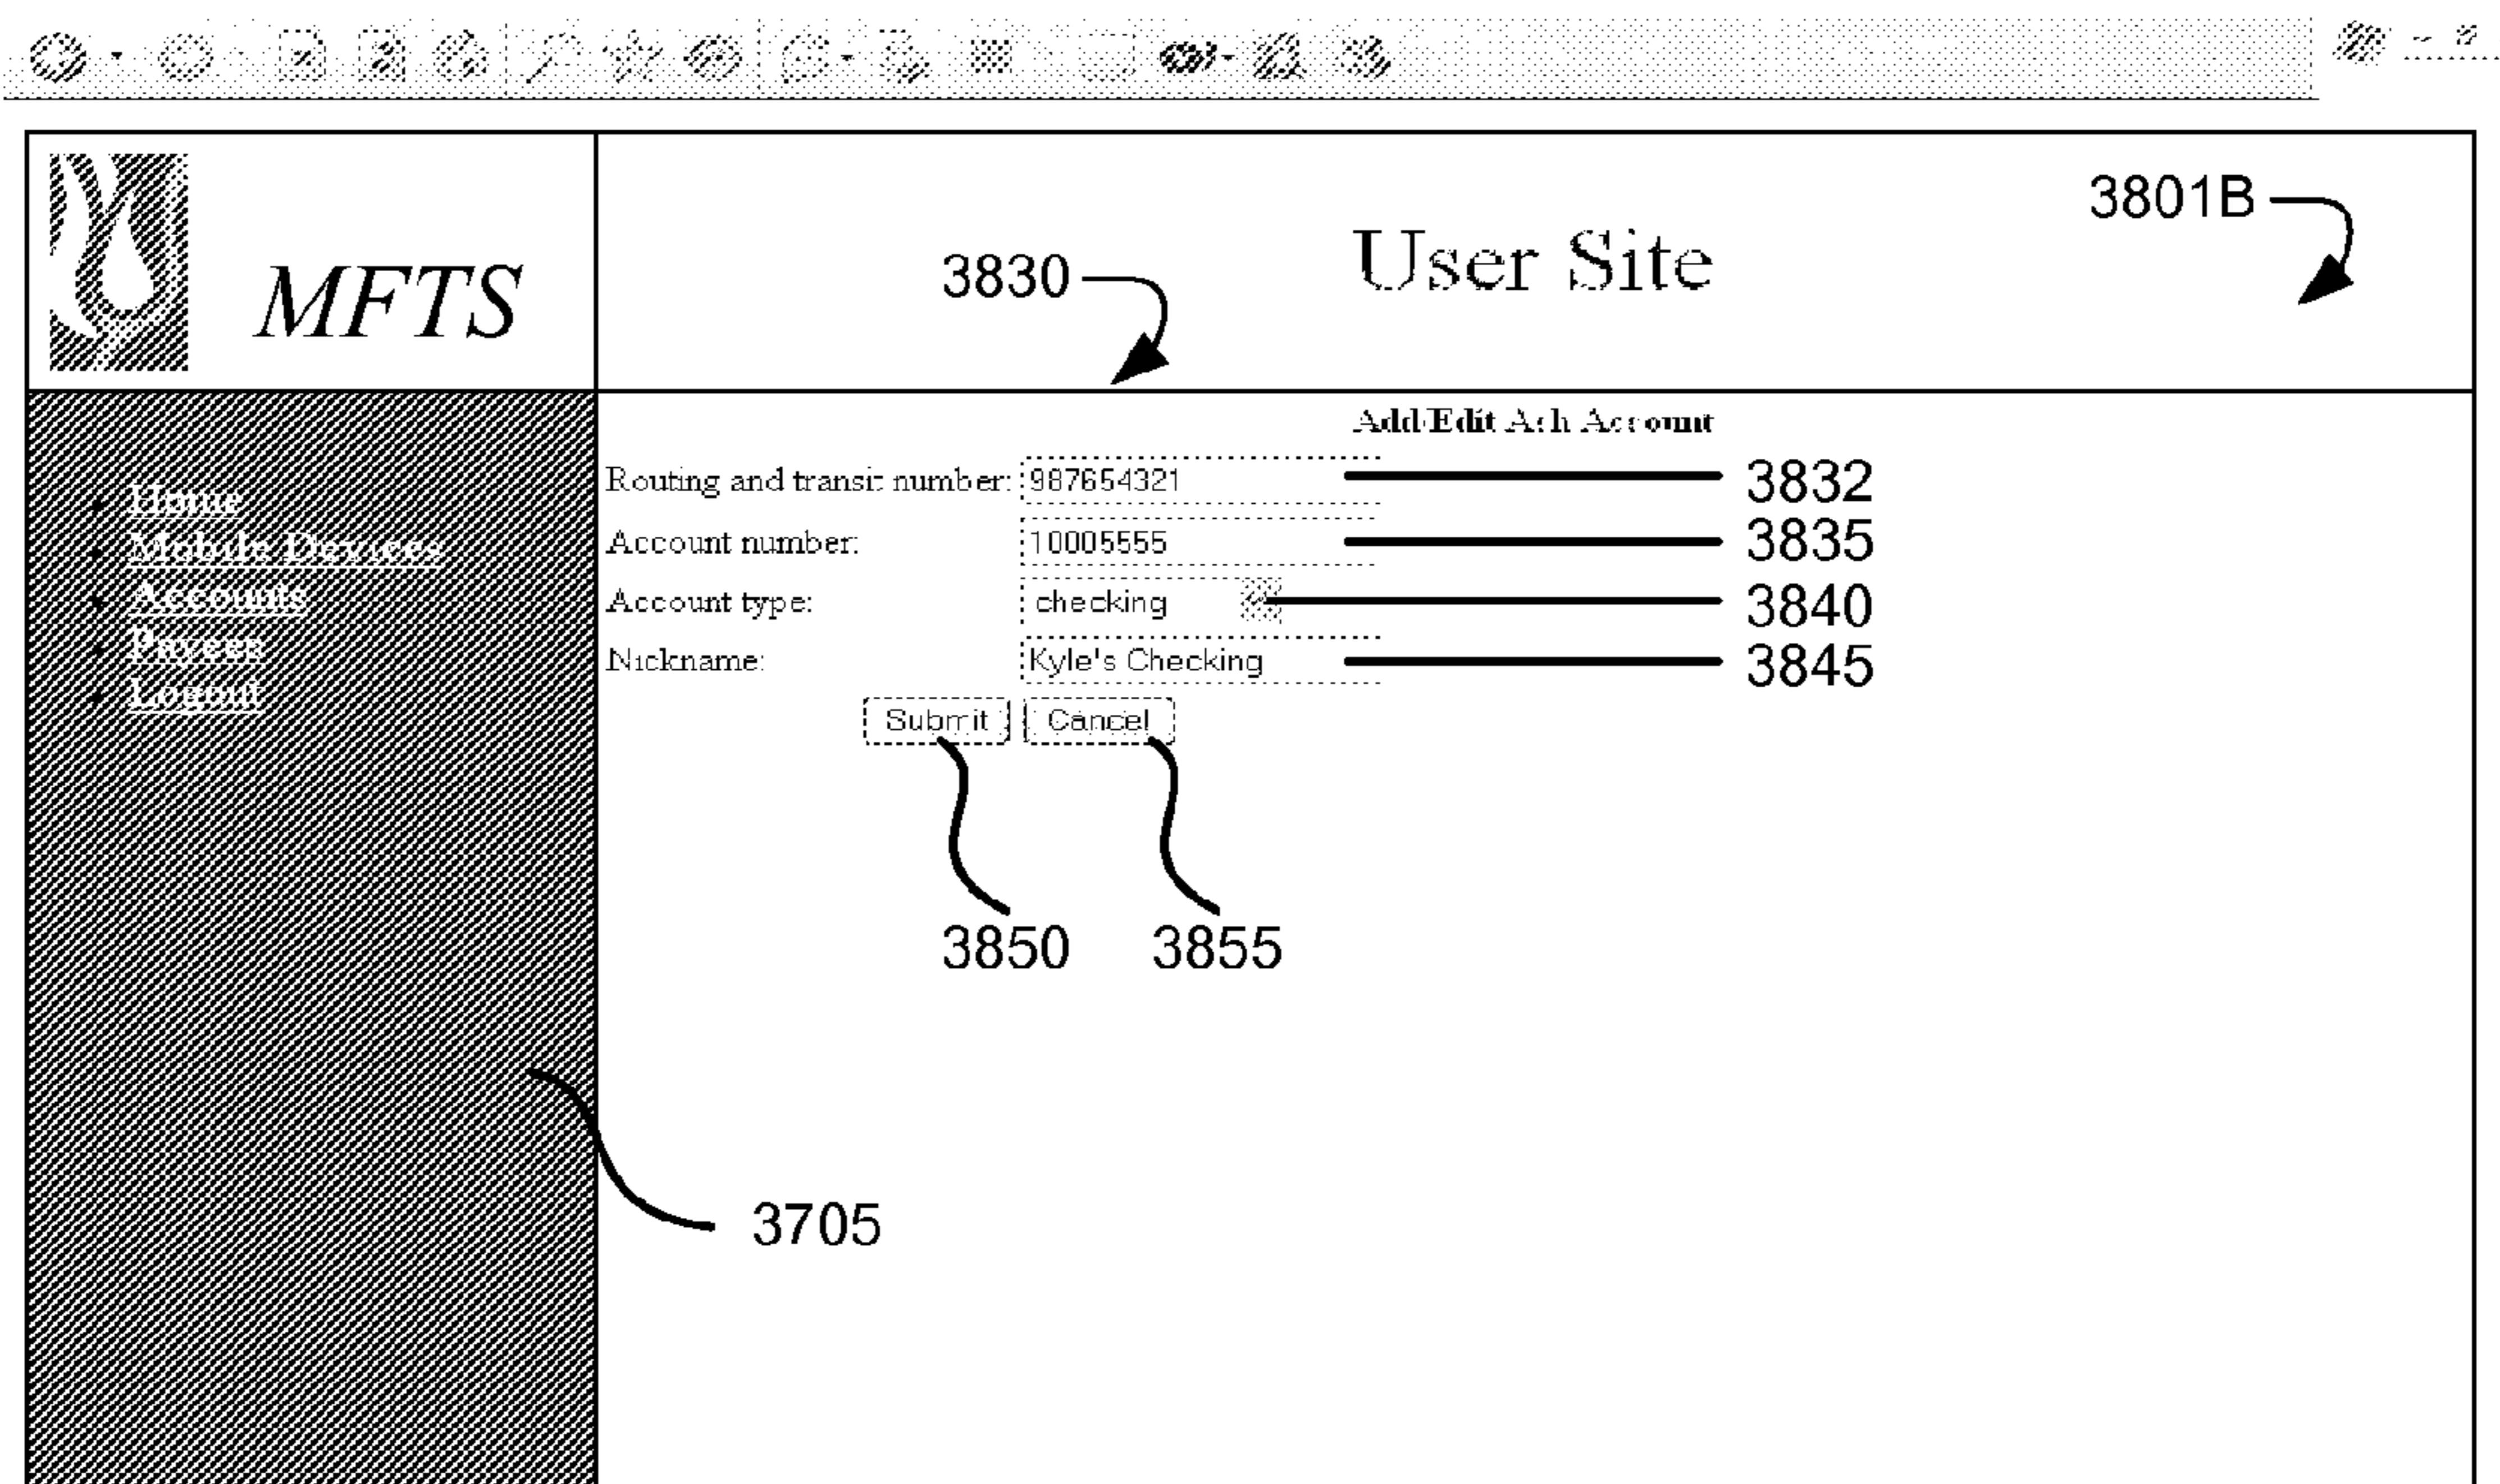 3801B
User Site
3830
MFTS
Add/Edit Ach Account
Home
Routing and transit number: 987654321 3832
Mobile Devices
Account number: 10005555 3835
Accounts
Account type: checking 3840
Payees
Nickname: Kyle's Checking 3845
Logout
Submit Cancel
3850 3855
3705